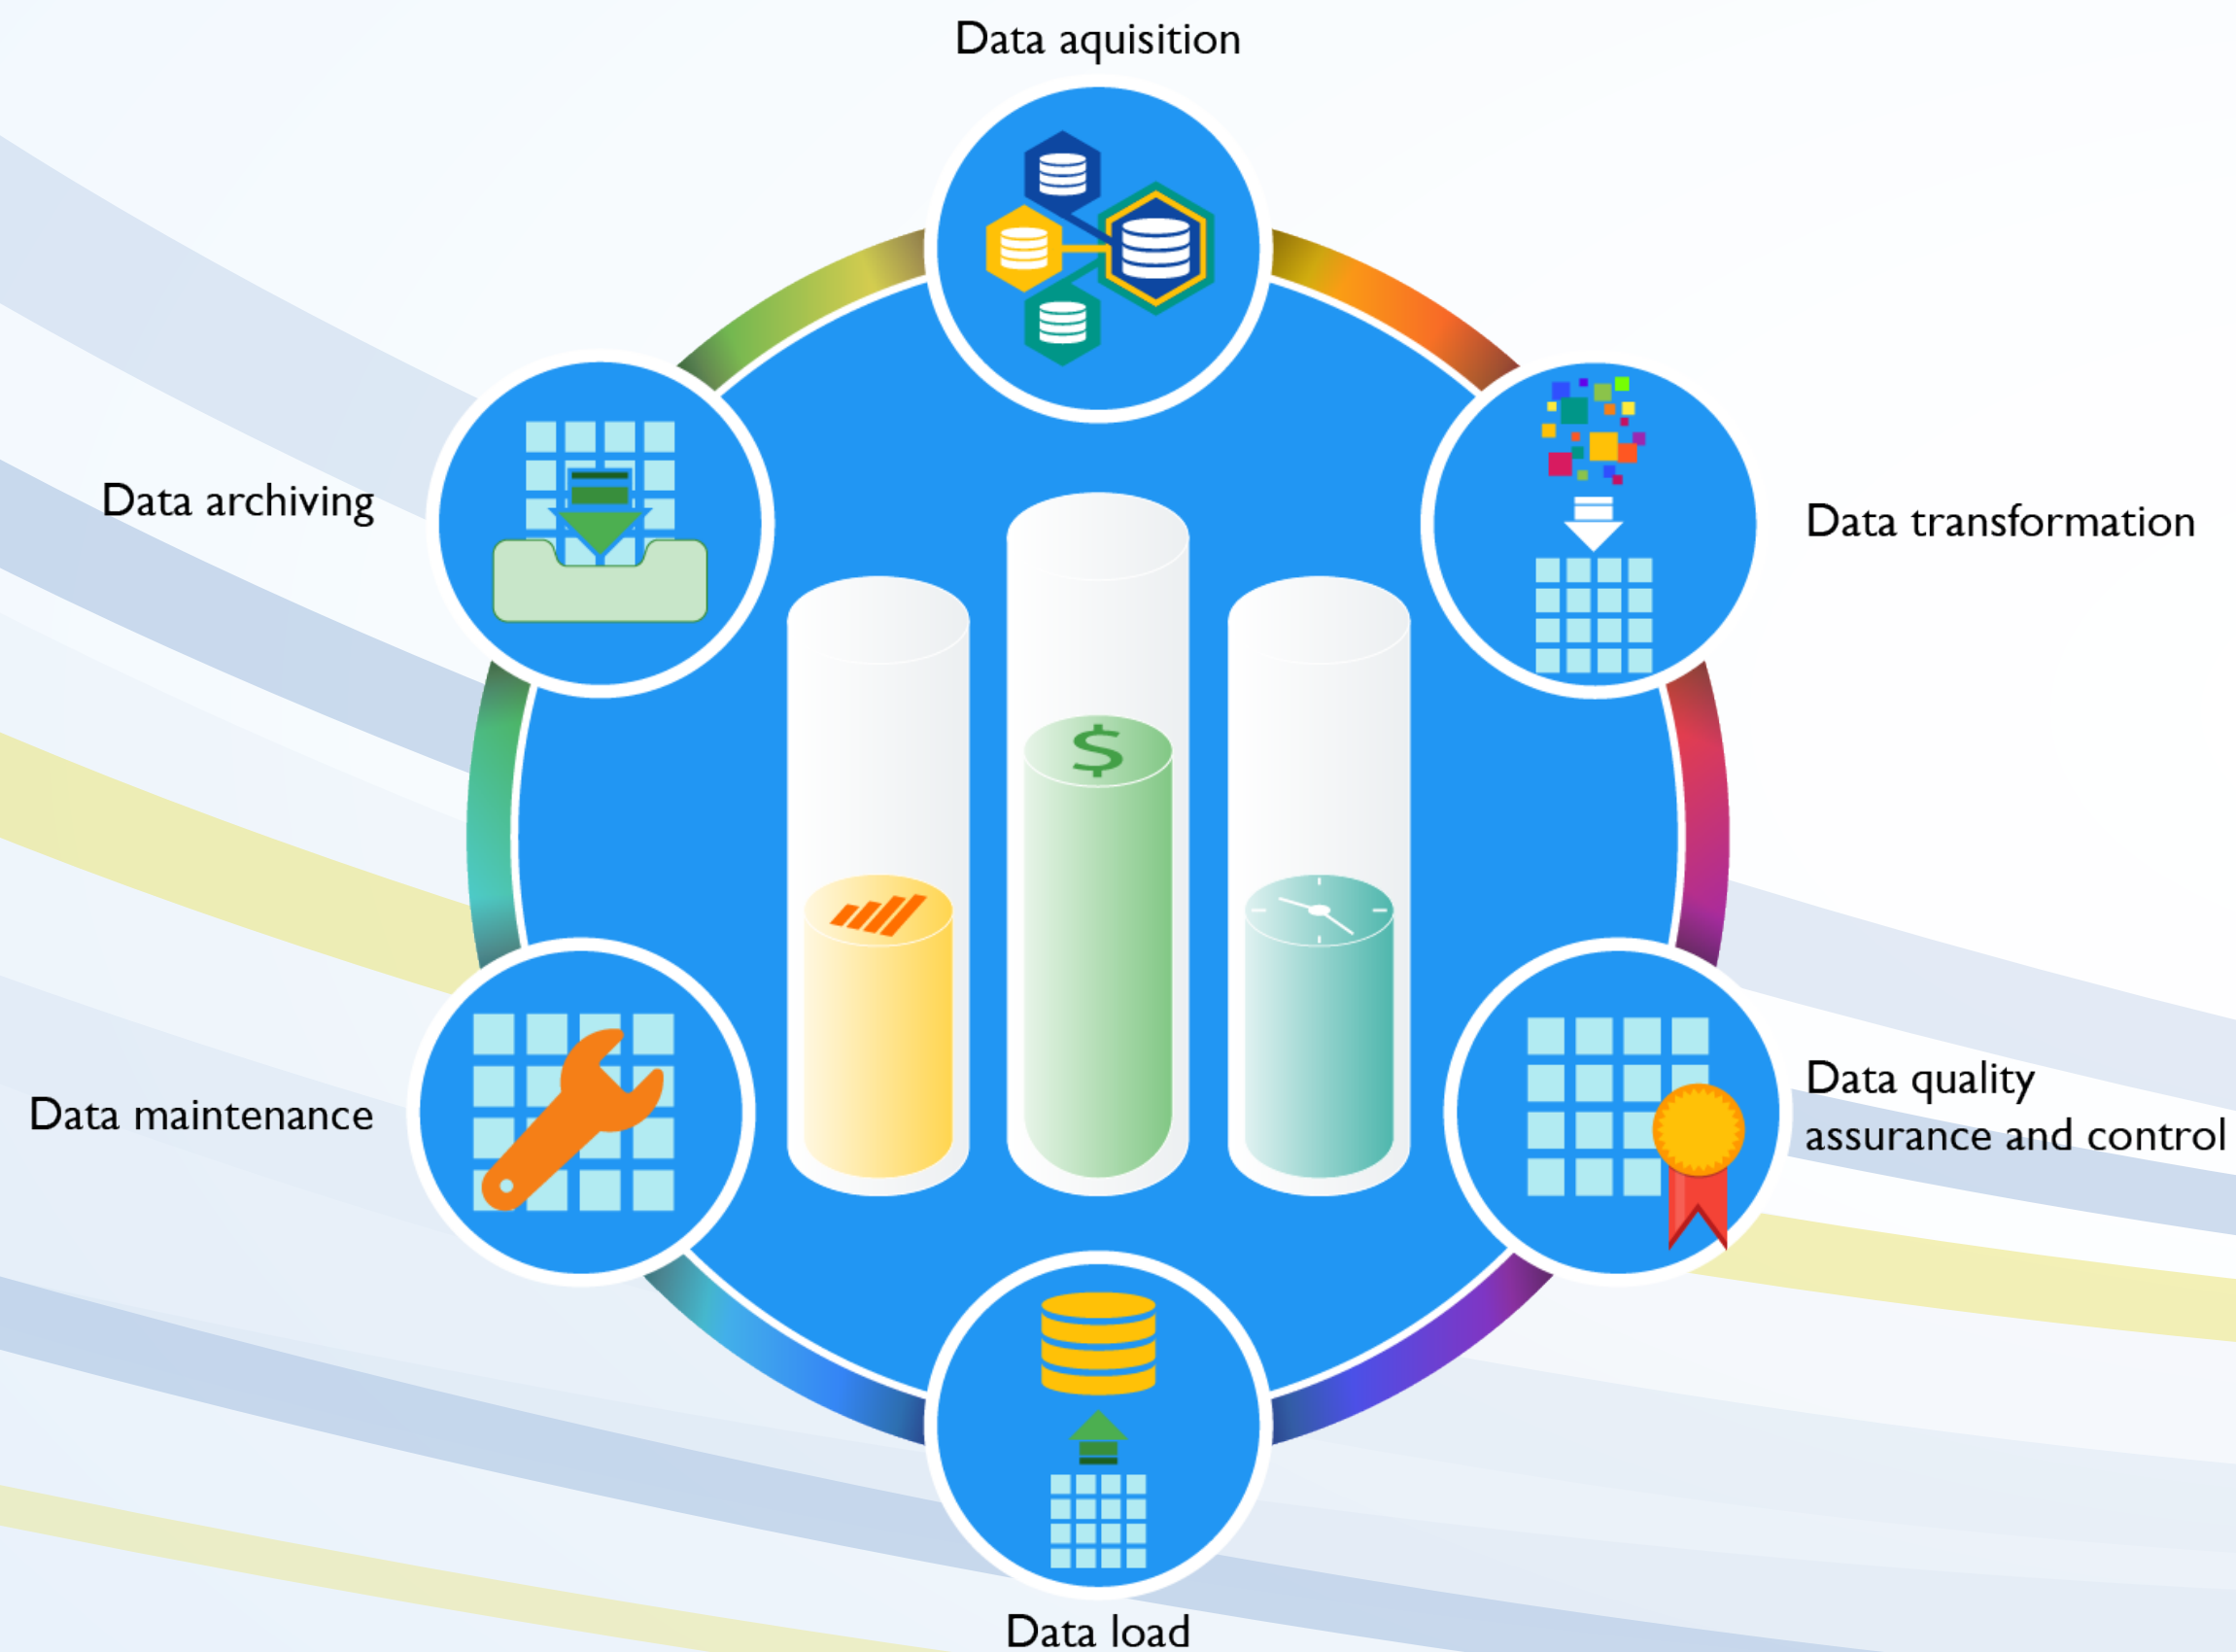 Data aquisition
Data archiving
Data transformation
Data maintenance
Data quality
assurance and control
Data load
$